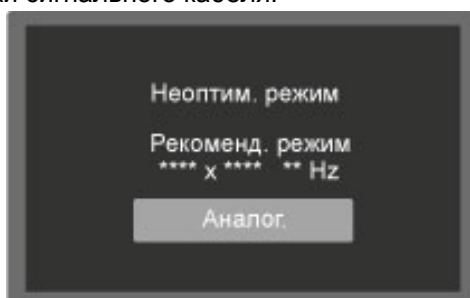 сигнального кабеля.
Неоптим. режим
Рекоменд. режим
**** x **** ** Hz
Аналог.